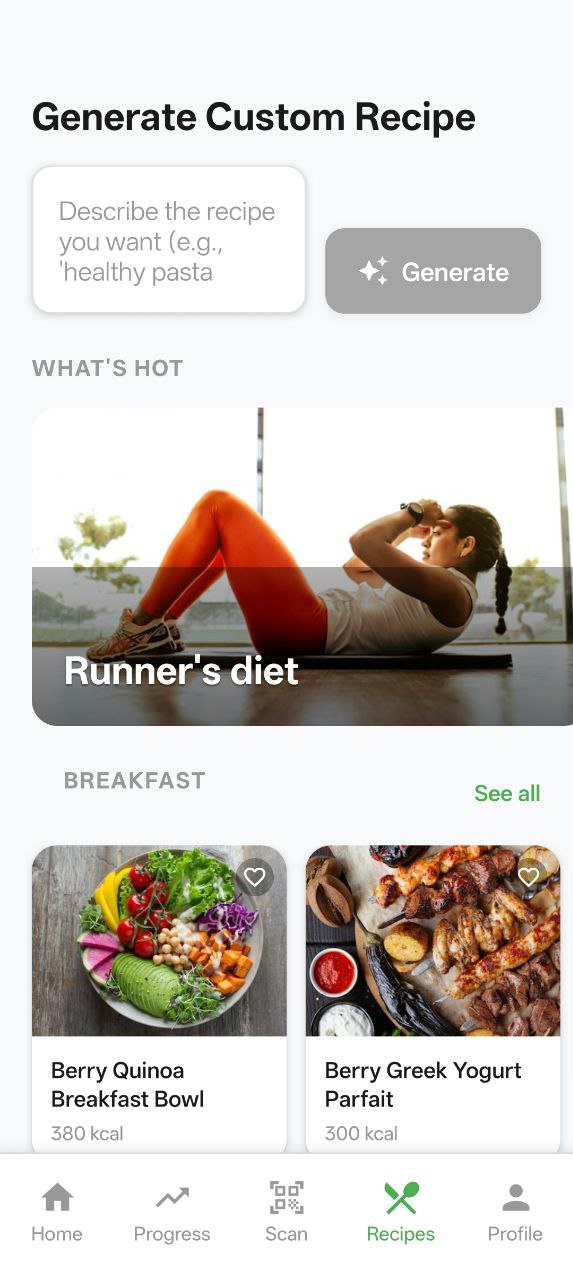 Generate Custom Recipe
Describe the recipe
you want (e.g.,
'healthy pasta
Generate
WHAT'S HOT
Runner's diet
BREAKFAST
See all
Berry Quinoa
Breakfast Bowl
380 kcal
Berry Greek Yogurt
Parfait
300 kcal
Home
Progress
Scan
Recipes
Profile